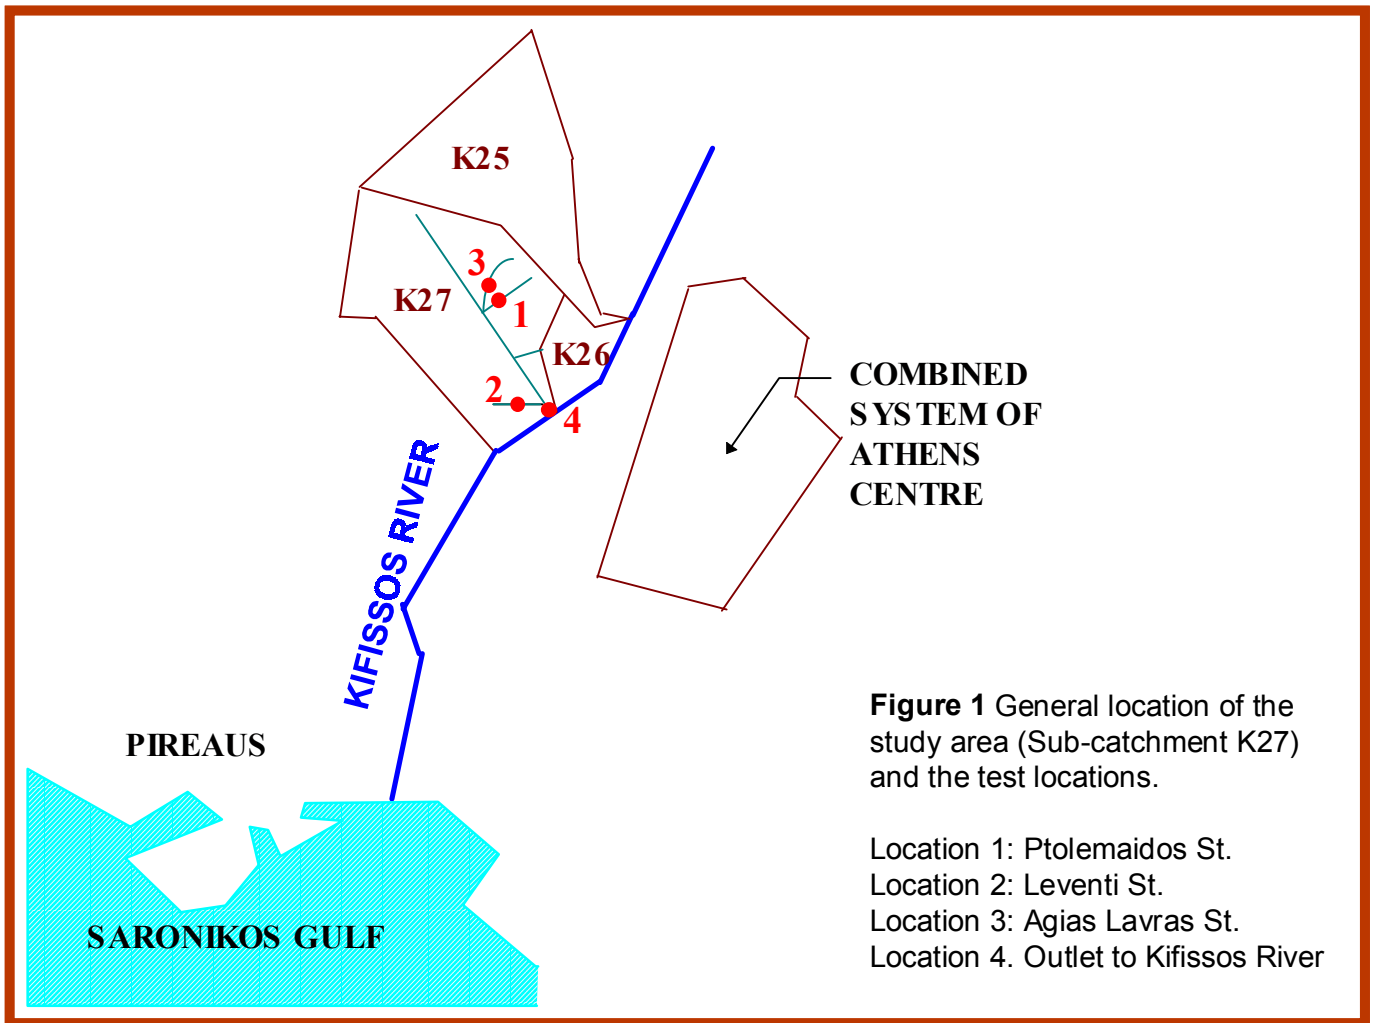 K25
3
K27
1
K26
2
4
COMBINED
SYSTEM OF
ATHENS
CENTRE
KIFISSOS RIVER
PIREAUS
SARONIKOS GULF
Figure 1 General location of the
study area (Sub-catchment K27)
and the test locations.
Location 1: Ptolemaidos St.
Location 2: Leventi St.
Location 3: Agias Lavras St.
Location 4. Outlet to Kifissos River